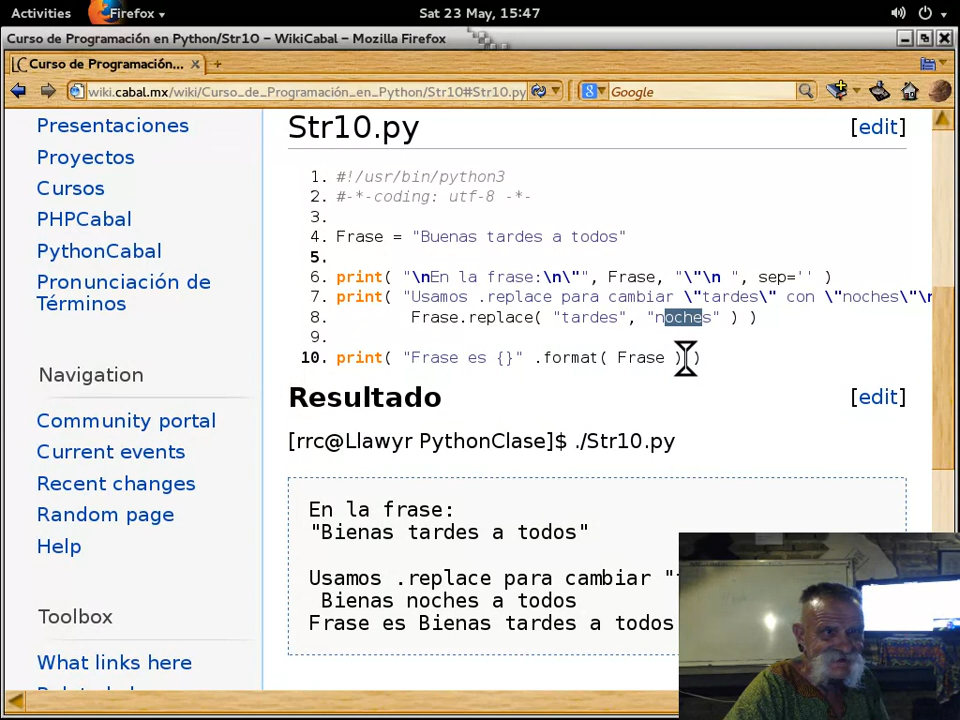 Activities Firefox Sat 23 May, 15:47
Curso de Programación en Python/Str10 – WikiCabal – Mozilla Firefox
Curso de Programación...
wiki.cabal.mx/wiki/Curso_de_Programación_en_Python/Str10#Str10.py Google
Presentaciones
Proyectos
Cursos
PHPCabal
PythonCabal
Pronunciación de
Términos
Navigation
Community portal
Current events
Recent changes
Random page
Help
Toolbox
What links here
Str10.py [edit]
1. #!/usr/bin/python3
2. #-*-coding: utf-8 -*-
3.
4. Frase = "Buenas tardes a todos"
5.
6. print( "\nEn la frase:\n\"", Frase, "\"\n ", sep='' )
7. print( "Usamos .replace para cambiar \"tardes\" con \"noches\"\n
8. Frase.replace( "tardes", "noches" ) )
9.
10. print( "Frase es {}" .format( Frase ) )
Resultado [edit]
[rrc@Llawyr PythonClase]$ ./Str10.py
En la frase:
"Bienas tardes a todos"
Usamos .replace para cambiar "
Bienas noches a todos
Frase es Bienas tardes a todos